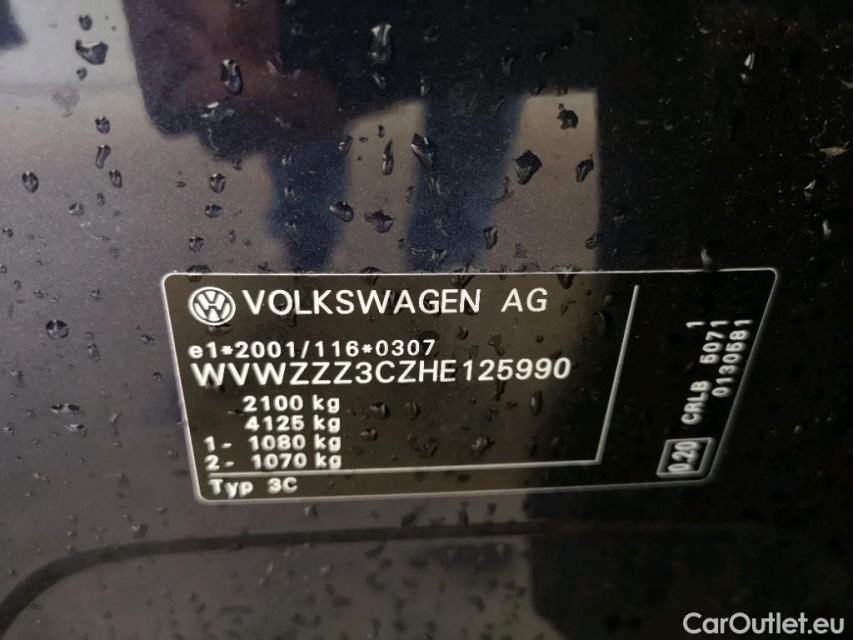 VOLKSWAGEN AG
e1*2001/116*0307
WVWZZZ3CZHE125990
2100 kg
4125 kg
1- 1080 kg
2- 1070 kg
Typ 3C
CRLB 5071 1
0130581
0.20
CarOutlet.eu